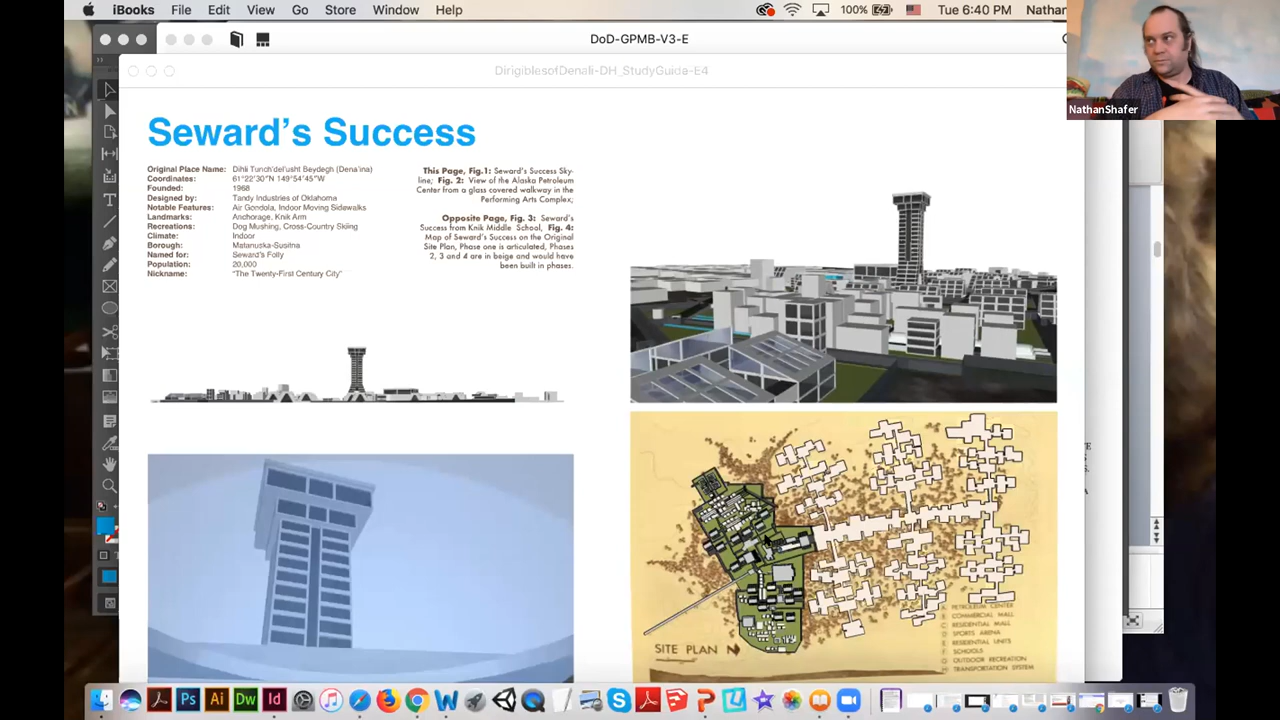 iBooks File Edit View Go Store Window Help 100% Tue 6:40 PM Nathan
DoD-GPMB-V3-E
DirigiblesofDenali-DH_StudyGuide-E4
NathanShafer
Seward's Success
Original Place Name: Dihli Tunch'del'usht Beydegh (Dena'ina)
Coordinates: 61°22'30"N 149°54'45"W
Founded: 1968
Designed by: Tandy Industries of Oklahoma
Notable Features: Air Gondola, Indoor Moving Sidewalks
Landmarks: Anchorage, Knik Arm
Recreations: Dog Mushing, Cross-Country Skiing
Climate: Indoor
Borough: Matanuska-Susitna
Named for: Seward's Folly
Population: 20,000
Nickname: "The Twenty-First Century City"
This Page, Fig.1: Seward's Success Sky-
line; Fig. 2: View of the Alaska Petroleum
Center from a glass covered walkway in the
Performing Arts Complex;
Opposite Page, Fig. 3: Seward's
Success from Knik Middle School, Fig. 4:
Map of Seward's Success on the Original
Site Plan, Phase one is articulated, Phases
2, 3 and 4 are in beige and would have
been built in phases.
SITE PLAN N
A PETROLEUM CENTER
B COMMERCIAL MALL
C RESIDENTIAL MALL
D SPORTS ARENA
E RESIDENTIAL UNITS
F SCHOOLS
G OUTDOOR RECREATION
H TRANSPORTATION SYSTEM
Ps Ai Dw Id